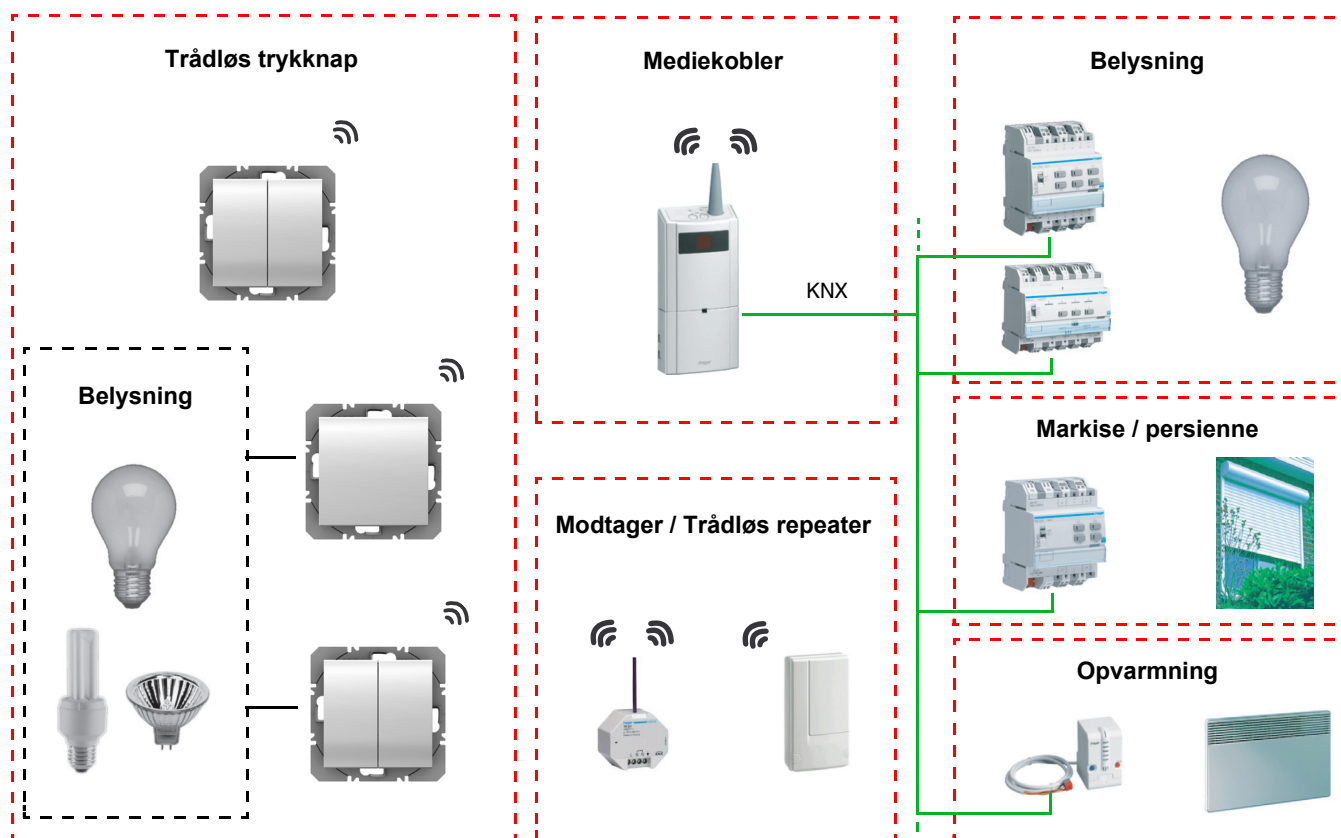 Trådløs trykknap
Belysning
Mediekobler
KNX
Modtager / Trådløs repeater
Belysning
Markise / persienne
Opvarmning